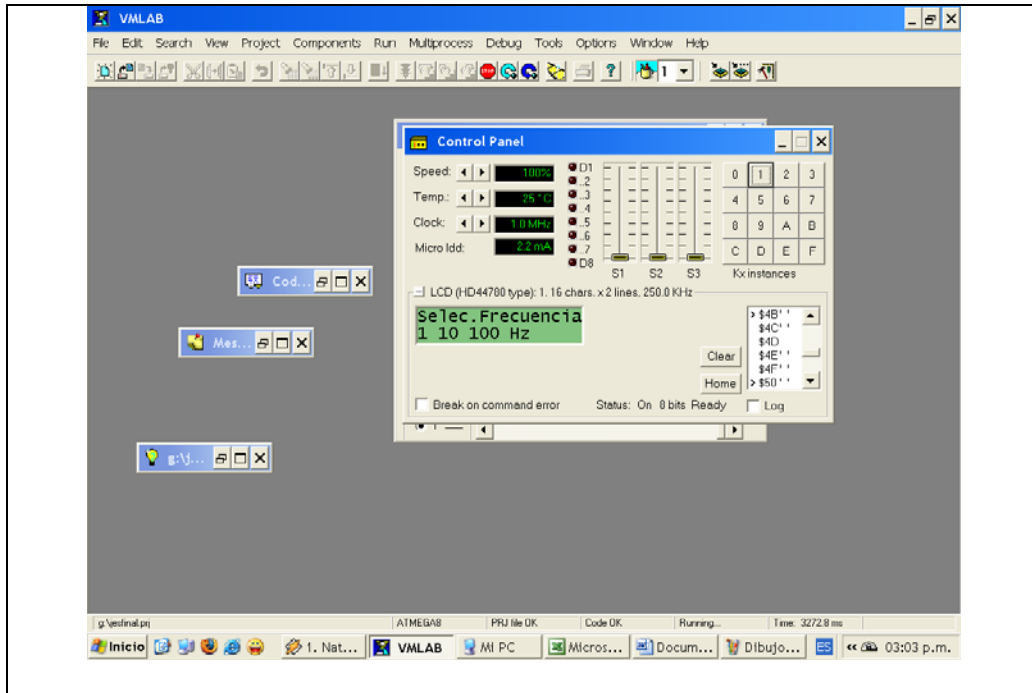 VMLAB
File Edit Search View Project Components Run Multiprocess Debug Tools Options Window Help
STOP ? 1
Control Panel
Speed: 100%
Temp.: 25 °C
Clock: 1.0 MHz
Micro Idd: 2.2 mA
D1
..2
..3
..4
..5
..6
..7
D8
S1 S2 S3
0 1 2 3
4 5 6 7
8 9 A B
C D E F
Kx instances
LCD (HD44780 type): 1. 16 chars. x 2 lines. 250.0 KHz
Selec.Frecuencia
1 10 100 Hz
> $4B' '
$4C' '
$4D
$4E' '
$4F' '
> $50' '
Clear
Home
Break on command error Status: On 8 bits Ready Log
Cod...
Mes...
g:\j...
g:\jesfinal.prj ATMEGA8 PRJ file OK Code OK Running... Time: 3272.8 ms
Inicio 1. Nat... VMLAB Mi PC Micros... Docum... Dibujo... ES « 03:03 p.m.